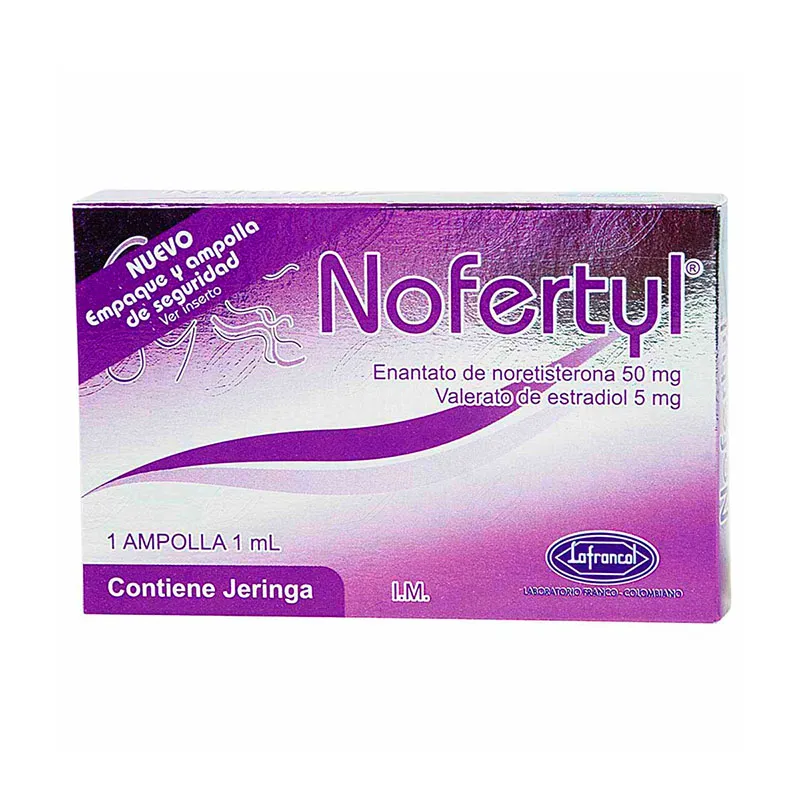 NUEVO
Empaque y ampolla
de seguridad
Ver inserto
Nofertyl®
Enantato de noretisterona 50 mg
Valerato de estradiol 5 mg
1 AMPOLLA 1 mL
Contiene Jeringa
I.M.
Lafrancol
LABORATORIO FRANCO - COLOMBIANO